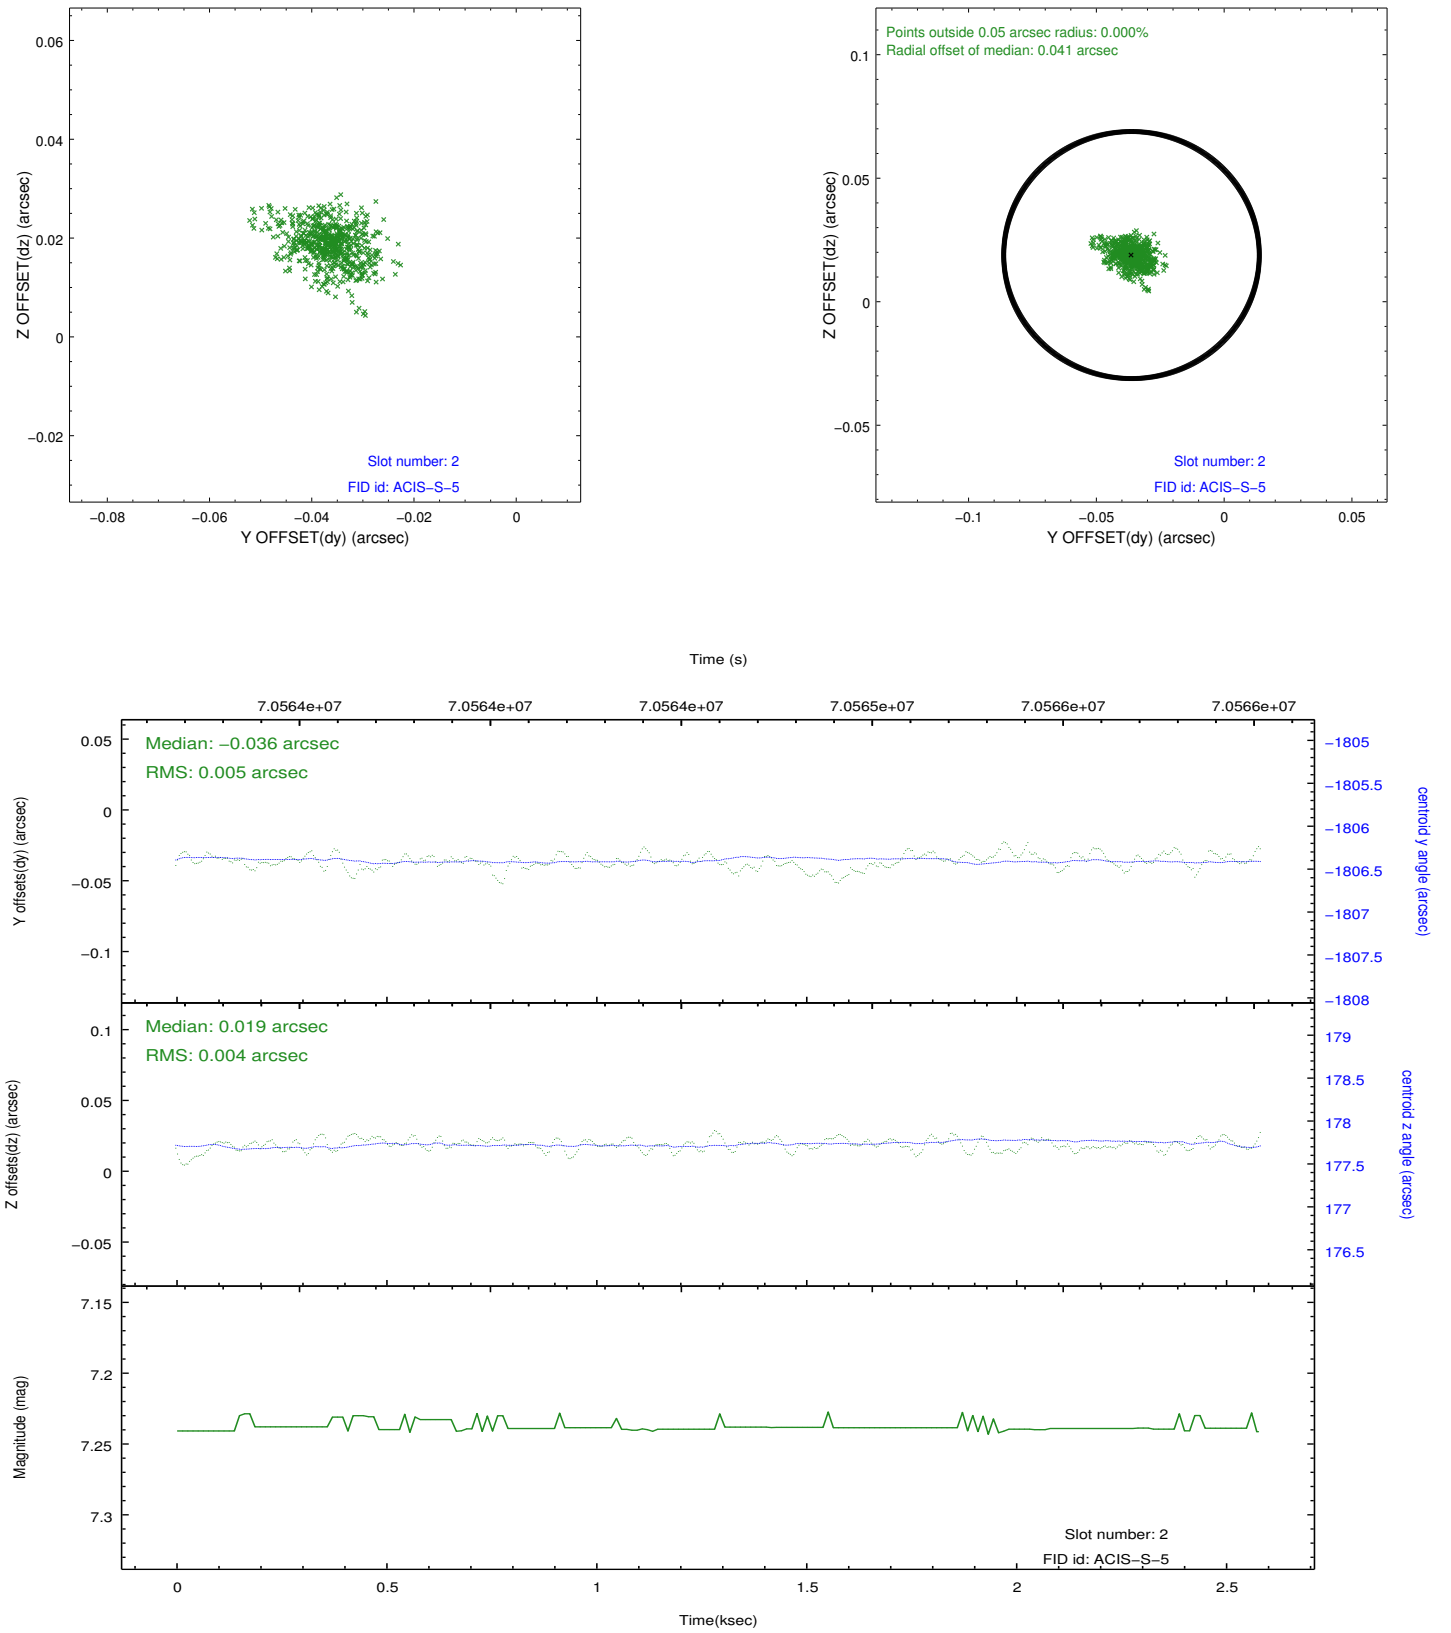 0.06
0.04
0.02
0
−0.02
Z OFFSET(dz) (arcsec)
Slot number: 2
FID id: ACIS−S−5
−0.08
−0.06
−0.04
−0.02
0
Y OFFSET(dy) (arcsec)
Points outside 0.05 arcsec radius: 0.000%
Radial offset of median: 0.041 arcsec
0.1
0.05
0
−0.05
Z OFFSET(dz) (arcsec)
Slot number: 2
FID id: ACIS−S−5
−0.1
−0.05
0
0.05
Y OFFSET(dy) (arcsec)
Time (s)
7.0564e+07
7.0564e+07
7.0564e+07
7.0565e+07
7.0566e+07
7.0566e+07
Median: −0.036 arcsec
RMS: 0.005 arcsec
0.05
0
−0.05
−0.1
Y offsets(dy) (arcsec)
−1805
−1805.5
−1806
−1806.5
−1807
−1807.5
−1808
centroid y angle (arcsec)
Median: 0.019 arcsec
RMS: 0.004 arcsec
0.1
0.05
0
−0.05
Z offsets(dz) (arcsec)
179
178.5
178
177.5
177
176.5
centroid z angle (arcsec)
7.15
7.2
7.25
7.3
Magnitude (mag)
Slot number: 2
FID id: ACIS−S−5
0
0.5
1
1.5
2
2.5
Time(ksec)